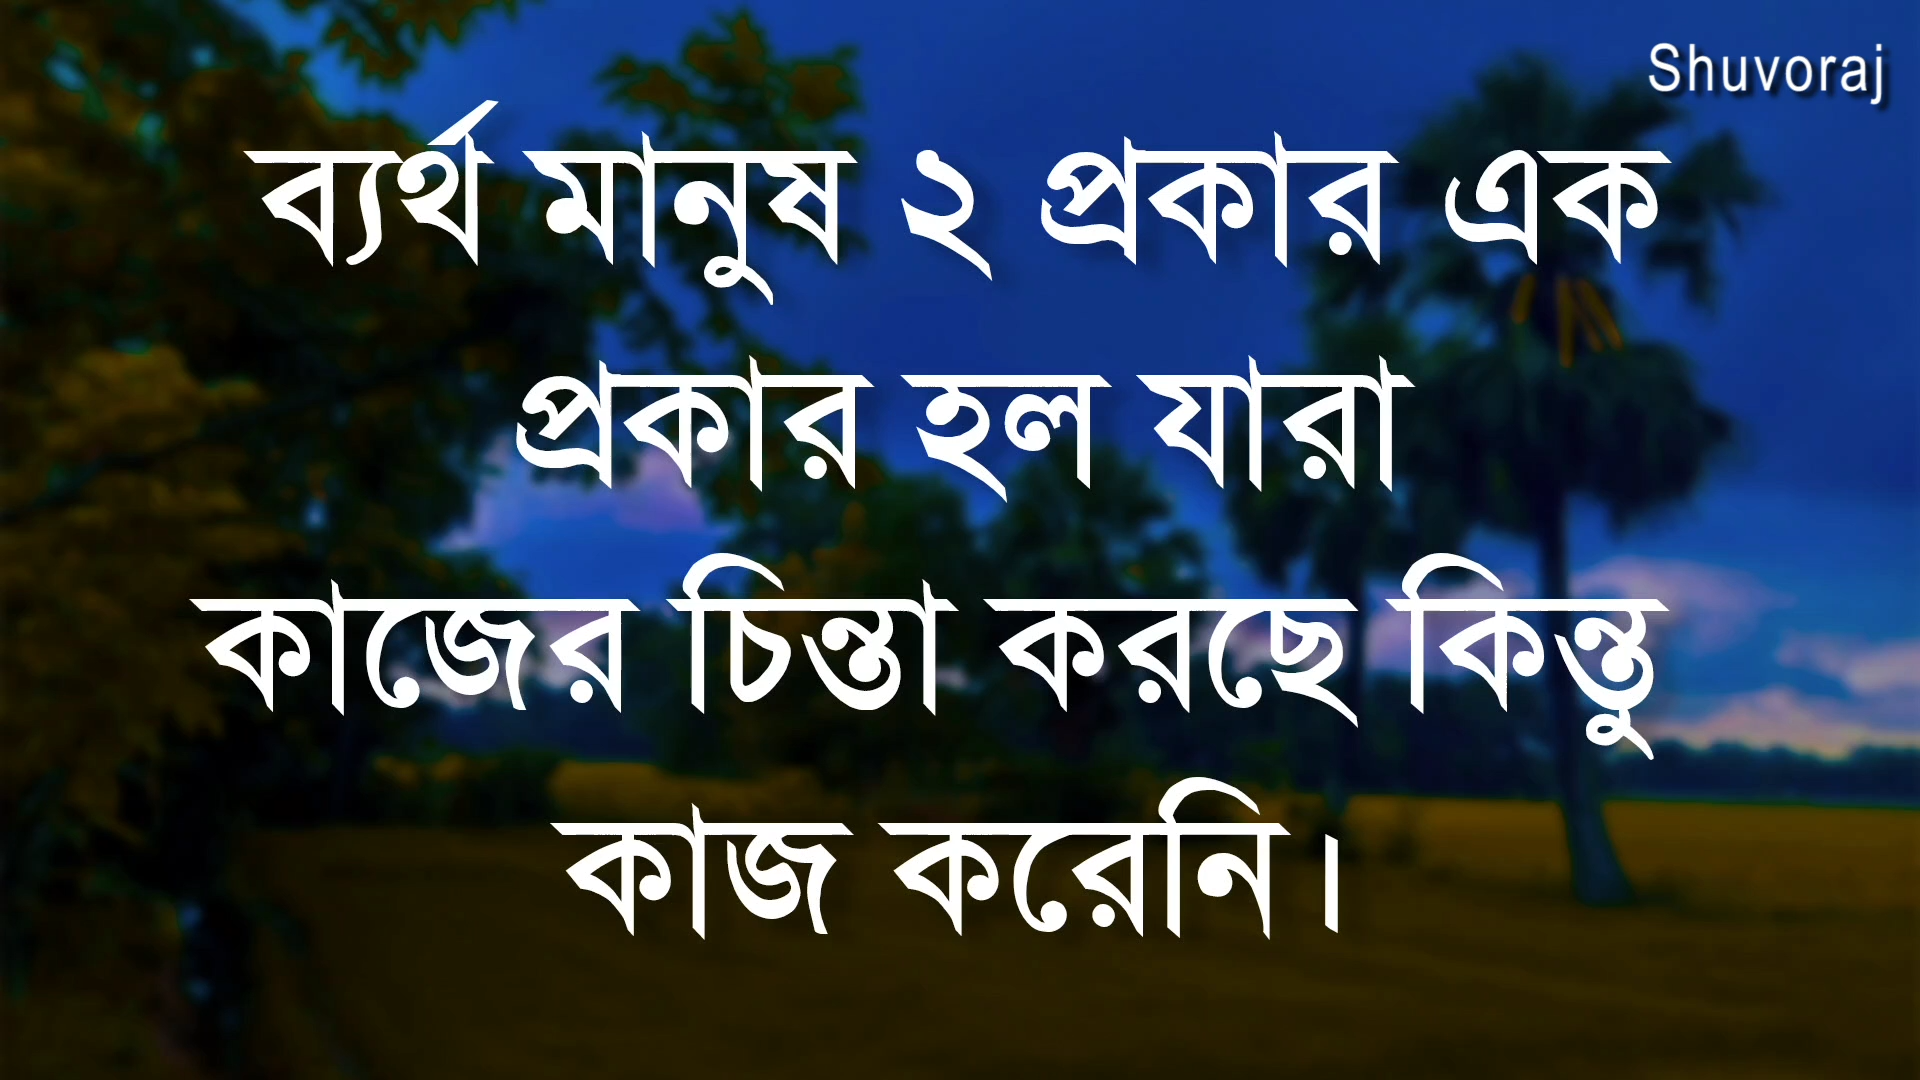 Shuvoraj
ব্যর্থ মানুষ ২ প্রকার এক
প্রকার হল যারা
কাজের চিন্তা করছে কিন্তু
কাজ করেনি।